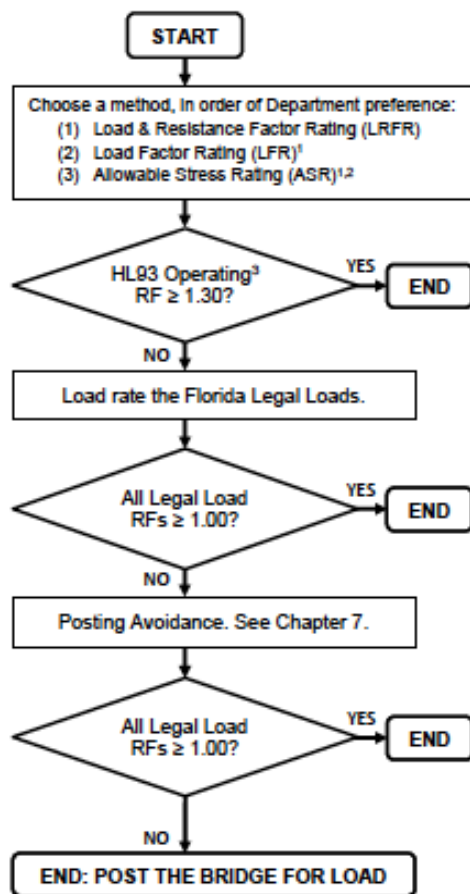 START
Choose a method, in order of Department preference:
(1) Load & Resistance Factor Rating (LRFR)
(2) Load Factor Rating (LFR)¹
(3) Allowable Stress Rating (ASR)¹,²
HL93 Operating³
RF ≥ 1.30?
YES
END
NO
Load rate the Florida Legal Loads.
All Legal Load
RFs ≥ 1.00?
YES
END
NO
Posting Avoidance. See Chapter 7.
All Legal Load
RFs ≥ 1.00?
YES
END
NO
END: POST THE BRIDGE FOR LOAD